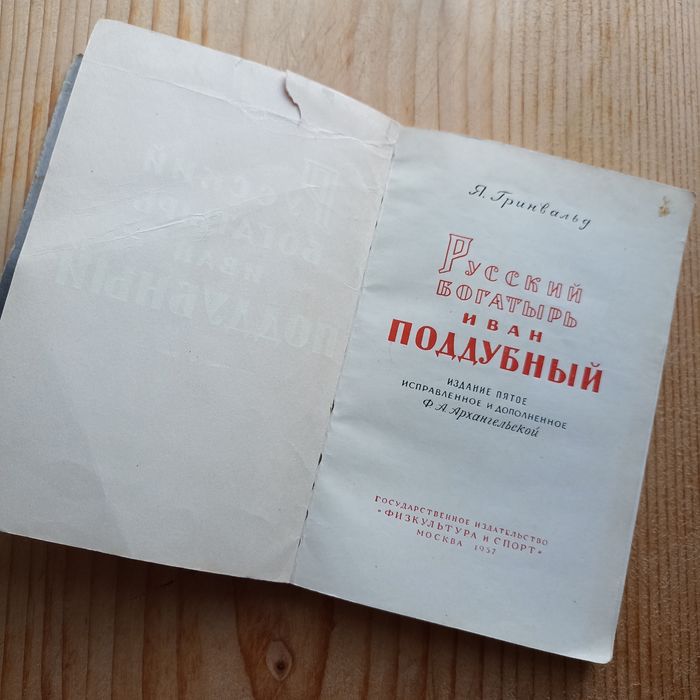 Я. Гринвальд
Русский
богатырь
Иван
ПОДДУБНЫЙ
ИЗДАНИЕ ПЯТОЕ
ИСПРАВЛЕННОЕ И ДОПОЛНЕННОЕ
Ф. А. Архангельской
ГОСУДАРСТВЕННОЕ ИЗДАТЕЛЬСТВО
«ФИЗКУЛЬТУРА И СПОРТ»
МОСКВА 1957